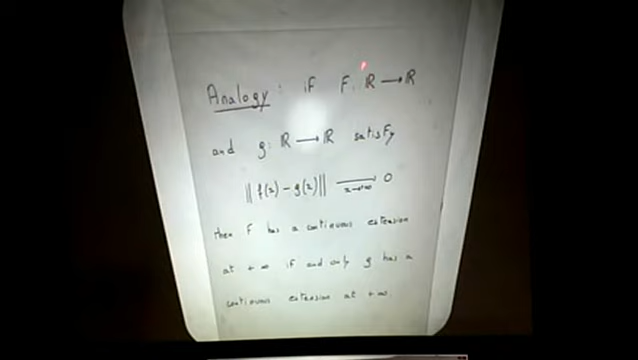 Analogy : if F: ℝ → ℝ
and g: ℝ → ℝ satisfy
|| f(x) - g(x) || → 0
x→+∞
then F has a continuous extension
at +∞ if and only g has a
continuous extension at +∞.